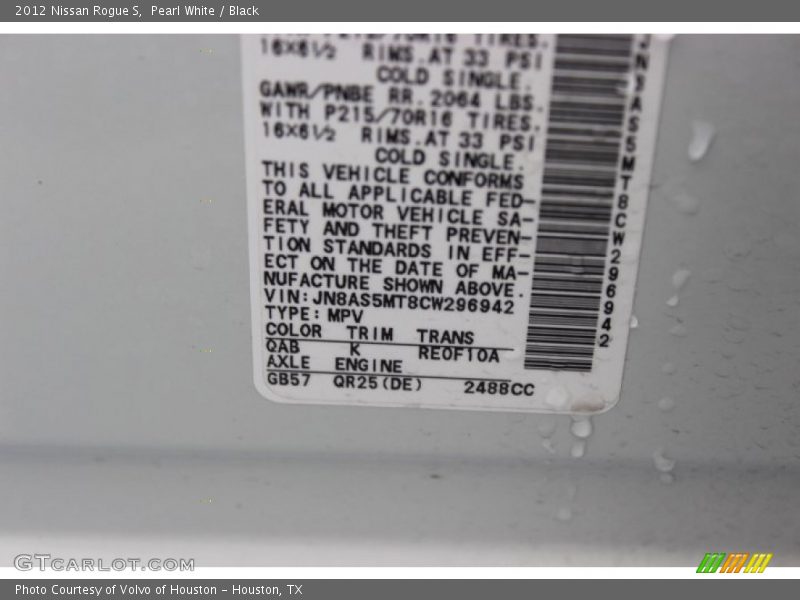 2012 Nissan Rogue S, Pearl White / Black
16×6½ RIMS.AT 33 PSI
COLD SINGLE.
GAWR/PNBE RR.2064 LBS.
WITH P215/70R16 TIRES.
16×6½ RIMS.AT 33 PSI
COLD SINGLE.
THIS VEHICLE CONFORMS
TO ALL APPLICABLE FED-
ERAL MOTOR VEHICLE SA-
FETY AND THEFT PREVEN-
TION STANDARDS IN EFF-
ECT ON THE DATE OF MA-
NUFACTURE SHOWN ABOVE.
VIN:JN8AS5MT8CW296942
TYPE:MPV
COLOR TRIM TRANS
QAB K RE0F10A
AXLE ENGINE
GB57 QR25(DE) 2488CC
JN8AS5MT8CW296942
GTCARLOT.COM
Photo Courtesy of Volvo of Houston - Houston, TX